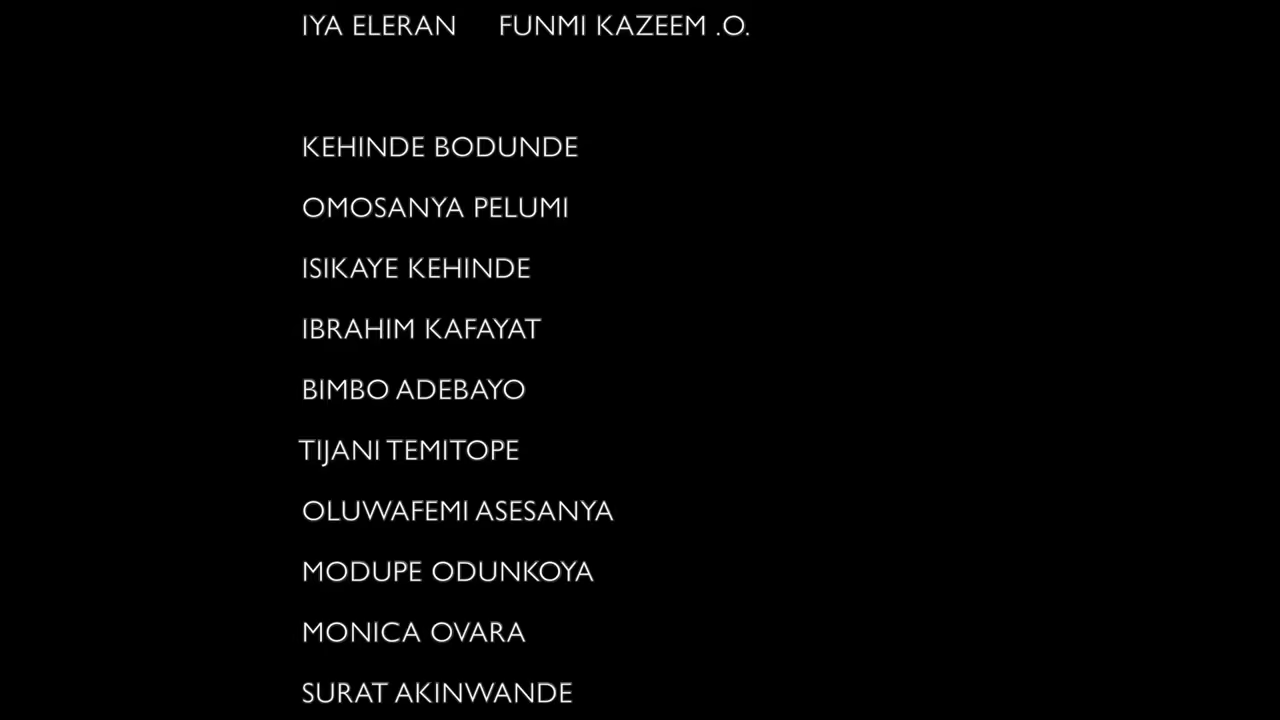 IYA ELERAN FUNMI KAZEEM .O.
KEHINDE BODUNDE
OMOSANYA PELUMI
ISIKAYE KEHINDE
IBRAHIM KAFAYAT
BIMBO ADEBAYO
TIJANI TEMITOPE
OLUWAFEMI ASESANYA
MODUPE ODUNKOYA
MONICA OVARA
SURAT AKINWANDE